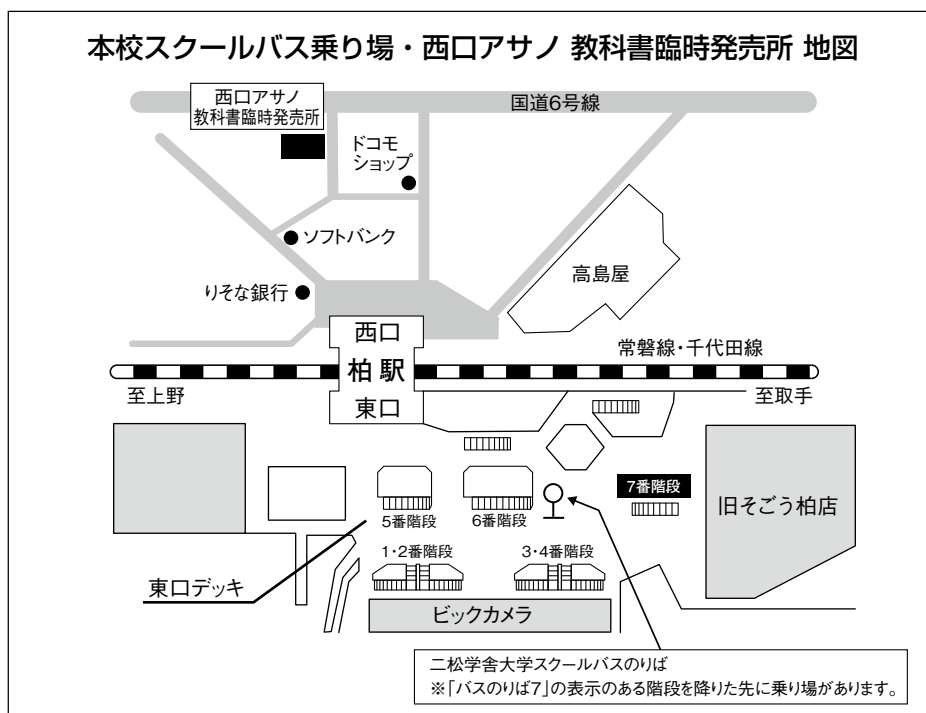 本校スクールバス乗り場・西口アサノ 教科書臨時発売所 地図
西口アサノ
教科書臨時発売所
国道6号線
ドコモ
ショップ
ソフトバンク
りそな銀行
高島屋
西口
柏駅
東口
常磐線・千代田線
至上野
至取手
7番階段
旧そごう柏店
5番階段
6番階段
1・2番階段
3・4番階段
東口デッキ
ビックカメラ
二松学舎大学スクールバスのりば
※「バスのりば7」の表示のある階段を降りた先に乗り場があります。